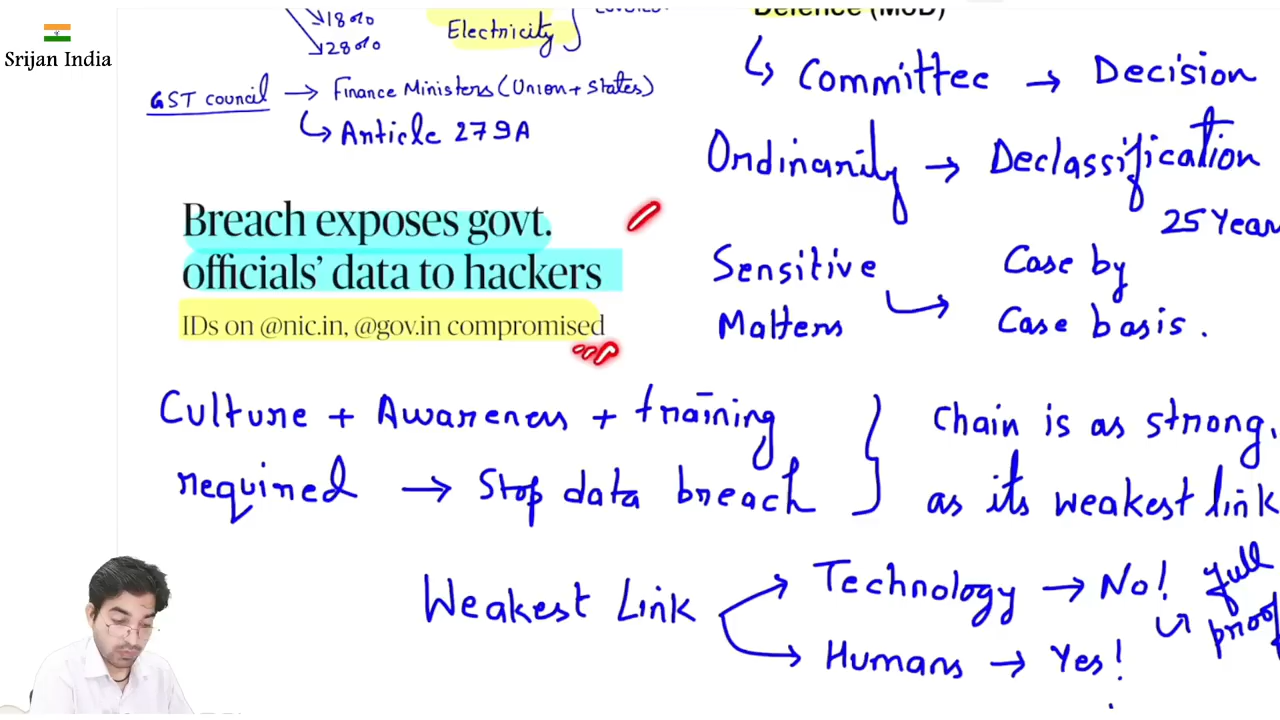 Srijan India
18%
28%
Electricity
GST council → Finance Ministers (Union + States)
↳ Article 279A
Breach exposes govt.
officials' data to hackers
IDs on @nic.in, @gov.in compromised
Defence (MoD)
↳ Committee → Decision
Ordinarily → Declassification
25 Year
Sensitive
Matters
Case by
Case basis.
Culture + Awareness + training
required → Stop data breach
Chain is as strong,
as its weakest link
Weakest Link
Technology → No!
full
proof
Humans → Yes!